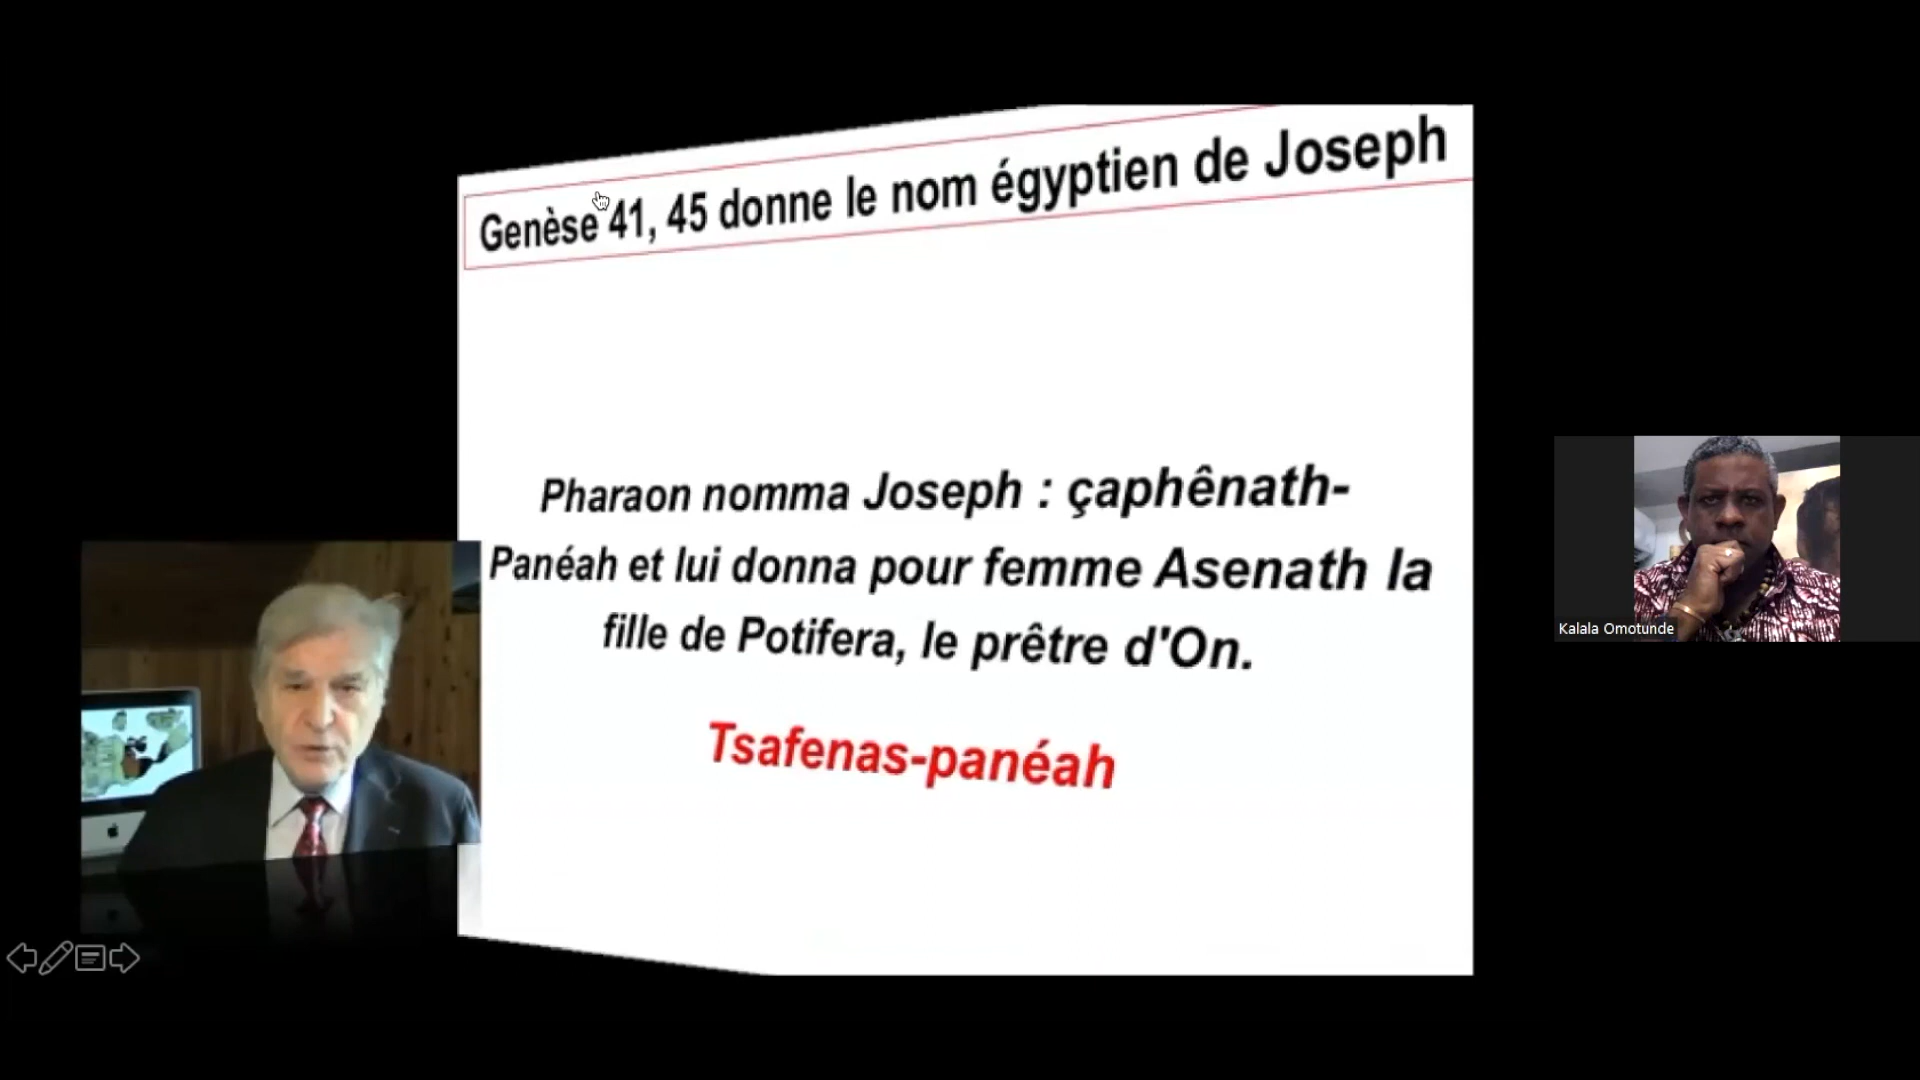 Genèse 41, 45 donne le nom égyptien de Joseph
Pharaon nomma Joseph : çaphênath-
Panéah et lui donna pour femme Asenath la
fille de Potifera, le prêtre d'On.
Tsafenas-panéah
Kalala Omotunde